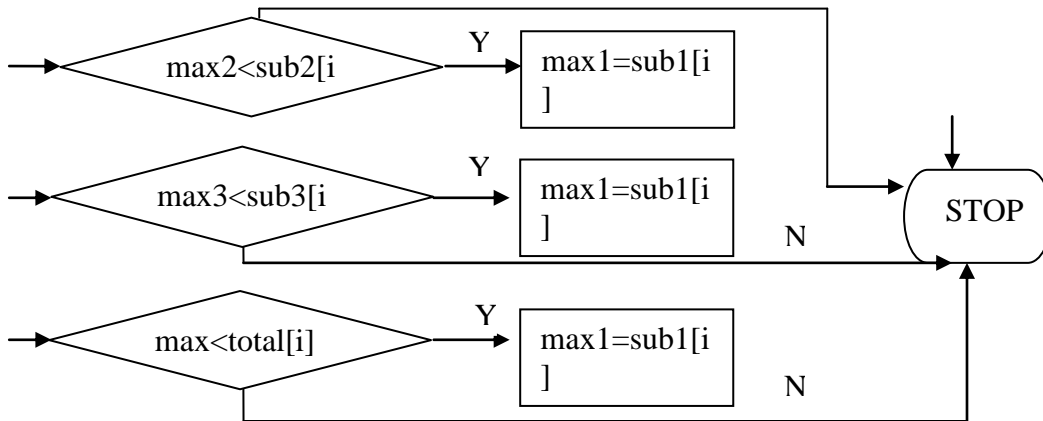 Y
max2<sub2[i
max1=sub1[i
]
Y
max3<sub3[i
max1=sub1[i
]
STOP
N
Y
max<total[i]
max1=sub1[i
]
N